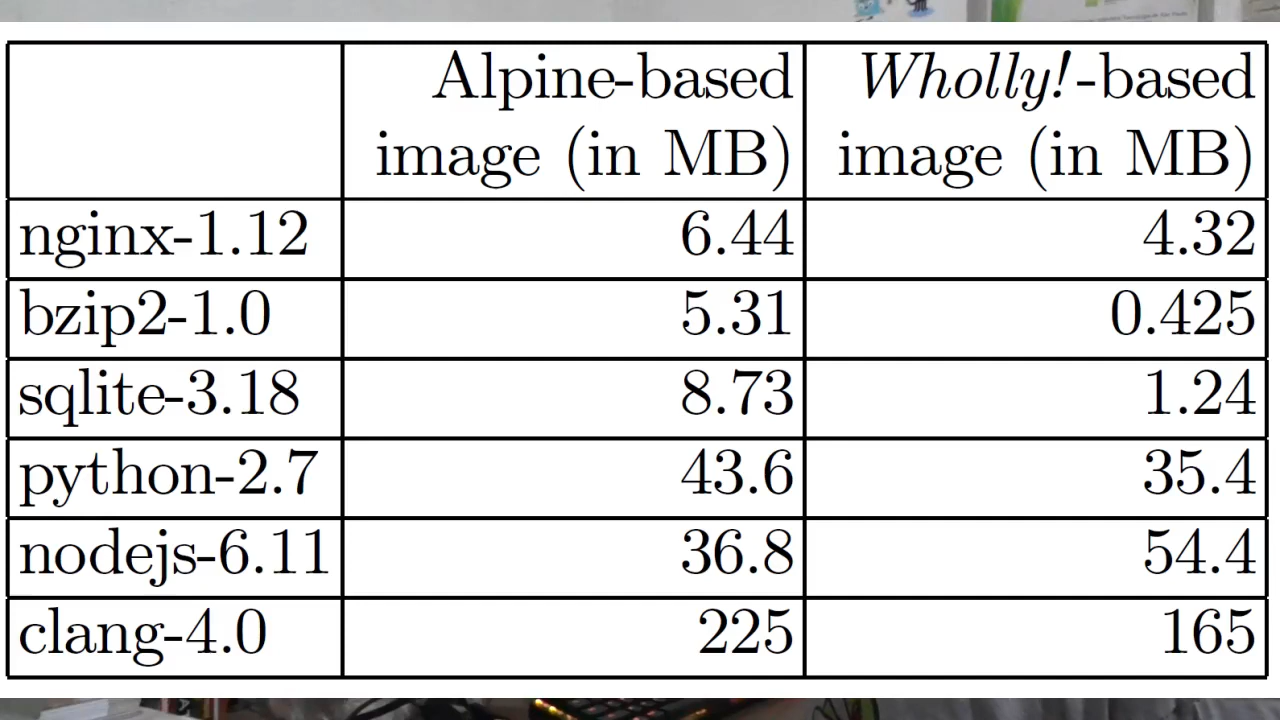 Alpine-based Wholly!-based
image (in MB) image (in MB)
nginx-1.12 6.44 4.32
bzip2-1.0 5.31 0.425
sqlite-3.18 8.73 1.24
python-2.7 43.6 35.4
nodejs-6.11 36.8 54.4
clang-4.0 225 165